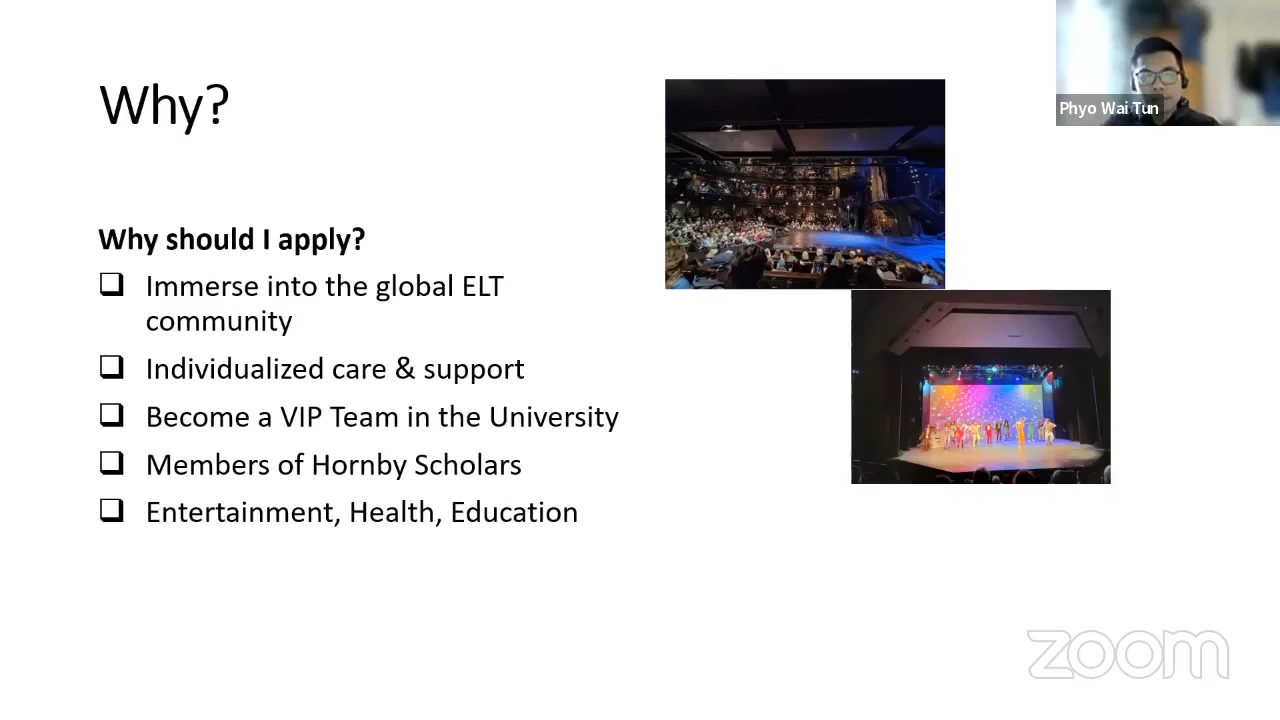 Why?
Phyo Wai Tun
Why should I apply?
Immerse into the global ELT
community
Individualized care & support
Become a VIP Team in the University
Members of Hornby Scholars
Entertainment, Health, Education
zoom